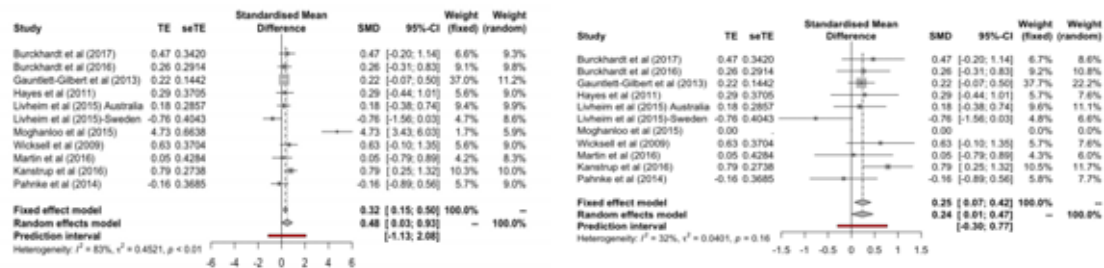 Standardised Mean Weight Weight
Study TE seTE Difference SMD 95%-CI (fixed) (random)
Burckhardt et al (2017) 0.47 0.3420 0.47 [-0.20; 1.14] 6.6% 9.3%
Burckhardt et al (2016) 0.26 0.2914 0.26 [-0.31; 0.83] 9.1% 9.8%
Gauntlett-Gilbert et al (2013) 0.22 0.1442 0.22 [-0.07; 0.50] 37.0% 11.2%
Hayes et al (2011) 0.29 0.3705 0.29 [-0.44; 1.01] 5.6% 9.0%
Livheim et al (2015) Australia 0.18 0.2857 0.18 [-0.38; 0.74] 9.4% 9.9%
Livheim et al (2015)-Sweden -0.76 0.4043 -0.76 [-1.56; 0.03] 4.7% 8.6%
Moghanloo et al (2015) 4.73 0.6638 4.73 [3.43; 6.03] 1.7% 5.9%
Wicksell et al (2009) 0.63 0.3704 0.63 [-0.10; 1.35] 5.6% 9.0%
Martin et al (2016) 0.05 0.4284 0.05 [-0.79; 0.89] 4.2% 8.3%
Kanstrup et al (2016) 0.79 0.2738 0.79 [0.25; 1.32] 10.3% 10.0%
Pahnke et al (2014) -0.16 0.3685 -0.16 [-0.89; 0.56] 5.7% 9.0%
Fixed effect model 0.32 [ 0.15; 0.50] 100.0% --
Random effects model 0.48 [ 0.03; 0.93] -- 100.0%
Prediction interval [-1.13; 2.08]
Heterogeneity: I² = 83%, τ² = 0.4521, p < 0.01
-6 -4 -2 0 2 4 6
Standardised Mean Weight Weight
Study TE seTE Difference SMD 95%-CI (fixed) (random)
Burckhardt et al (2017) 0.47 0.3420 0.47 [-0.20; 1.14] 6.7% 8.6%
Burckhardt et al (2016) 0.26 0.2914 0.26 [-0.31; 0.83] 9.2% 10.8%
Gauntlett-Gilbert et al (2013) 0.22 0.1442 0.22 [-0.07; 0.50] 37.7% 22.2%
Hayes et al (2011) 0.29 0.3705 0.29 [-0.44; 1.01] 5.7% 7.6%
Livheim et al (2015) Australia 0.18 0.2857 0.18 [-0.38; 0.74] 9.6% 11.1%
Livheim et al (2015)-Sweden -0.76 0.4043 -0.76 [-1.56; 0.03] 4.8% 6.6%
Moghanloo et al (2015) 0.00 . 0.00 0.0% 0.0%
Wicksell et al (2009) 0.63 0.3704 0.63 [-0.10; 1.35] 5.7% 7.6%
Martin et al (2016) 0.05 0.4284 0.05 [-0.79; 0.89] 4.3% 6.0%
Kanstrup et al (2016) 0.79 0.2738 0.79 [0.25; 1.32] 10.5% 11.7%
Pahnke et al (2014) -0.16 0.3685 -0.16 [-0.89; 0.56] 5.8% 7.7%
Fixed effect model 0.25 [ 0.07; 0.42] 100.0% --
Random effects model 0.24 [ 0.01; 0.47] -- 100.0%
Prediction interval [-0.30; 0.77]
Heterogeneity: I² = 32%, τ² = 0.0401, p = 0.16
-1.5 -1 -0.5 0 0.5 1 1.5